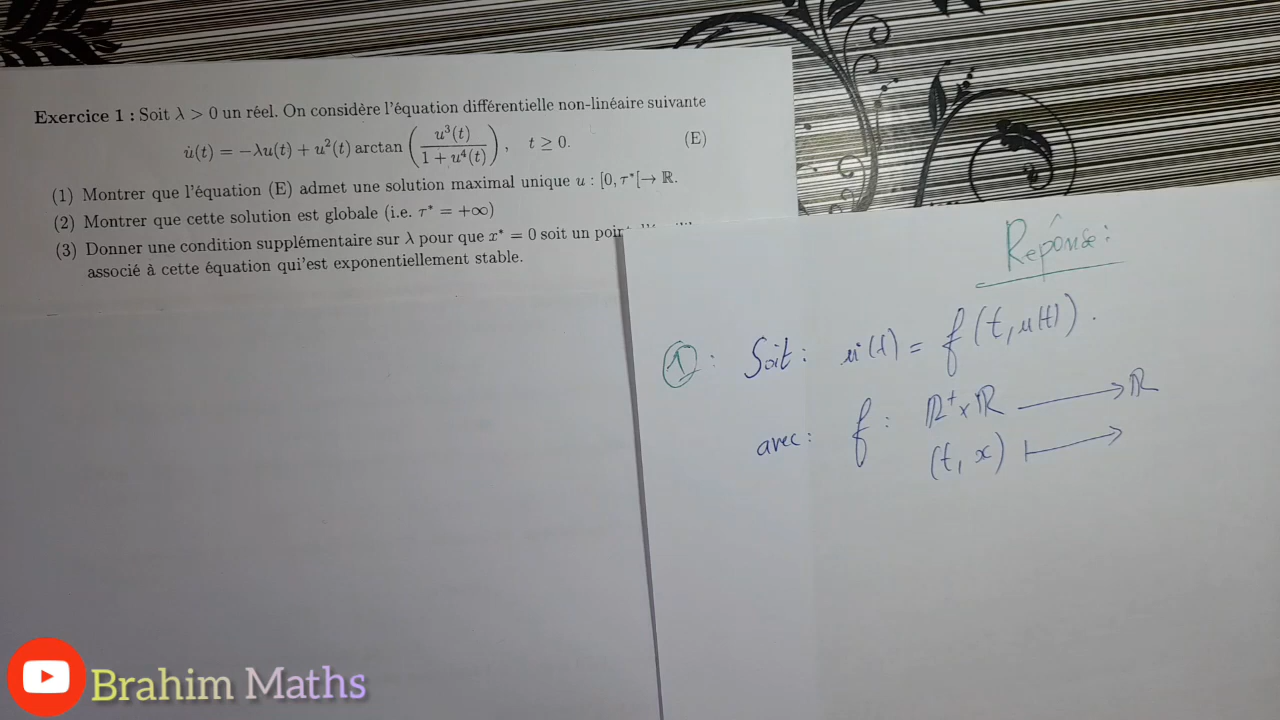 Exercice 1 : Soit λ > 0 un réel. On considère l'équation différentielle non-linéaire suivante
u̇(t) = −λu(t) + u²(t) arctan (u³(t) / (1 + u⁴(t))), t ≥ 0. (E)
(1) Montrer que l'équation (E) admet une solution maximal unique u : [0, τ*[→ ℝ.
(2) Montrer que cette solution est globale (i.e. τ* = +∞)
(3) Donner une condition supplémentaire sur λ pour que x* = 0 soit un
associé à cette équation qui'est exponentiellement stable.
Repônse :
① : Soit : u̇(t) = f(t, u(t)).
avec : f : ℝ⁺ × ℝ ⟶ ℝ
(t, x) ⟼
Brahim Maths